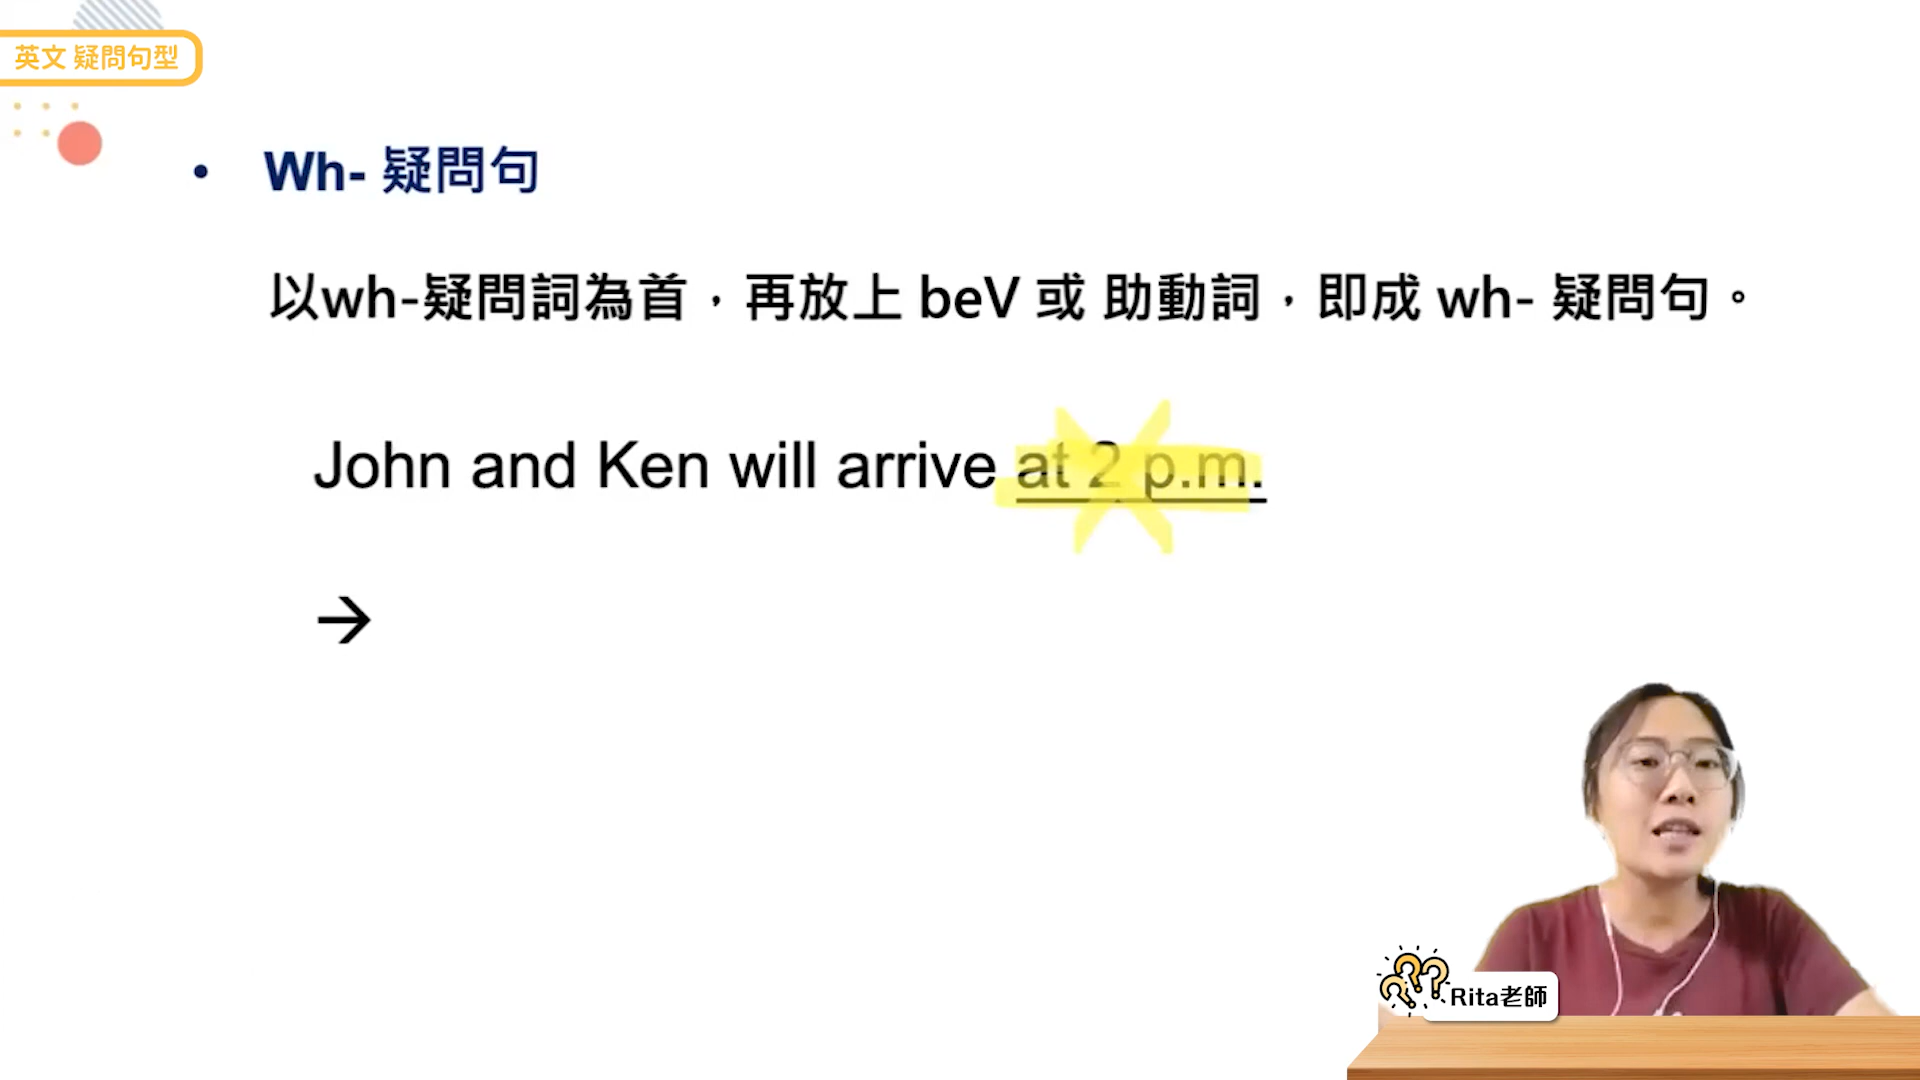 英文 疑問句型
• Wh- 疑問句
以wh-疑問詞為首，再放上 beV 或 助動詞，即成 wh- 疑問句。
John and Ken will arrive at 2 p.m.
→
Rita老師